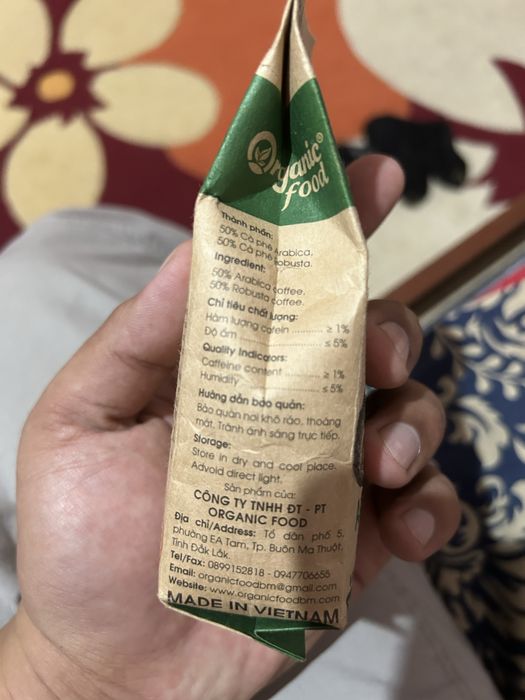 Organic®
food
Thành phần:
50% Cà phê Arabica,
50% Cà phê Robusta.
Ingredient:
50% Arabica coffee.
50% Robusta coffee.
Chỉ tiêu chất lượng:
Hàm lượng cafein ............ ≥ 1%
Độ ẩm ............ ≤ 5%
Quality Indicators:
Caffeine content ............ ≥ 1%
Humidity ............ ≤ 5%
Hướng dẫn bảo quản:
Bảo quản nơi khô ráo, thoáng
mát. Tránh ánh sáng trực tiếp.
Storage:
Store in dry and cool place.
Advoid direct light.
Sản phẩm của:
CÔNG TY TNHH ĐT - PT
ORGANIC FOOD
Địa chỉ/Address: Tổ dân phố 5,
phường EA Tam, Tp. Buôn Ma Thuột,
Tỉnh Đắk Lắk.
Tel/Fax: 0899152818 - 0947706655
Email: organicfoodbm@gmail.com
Website: www.organicfoodbm.com
MADE IN VIETNAM